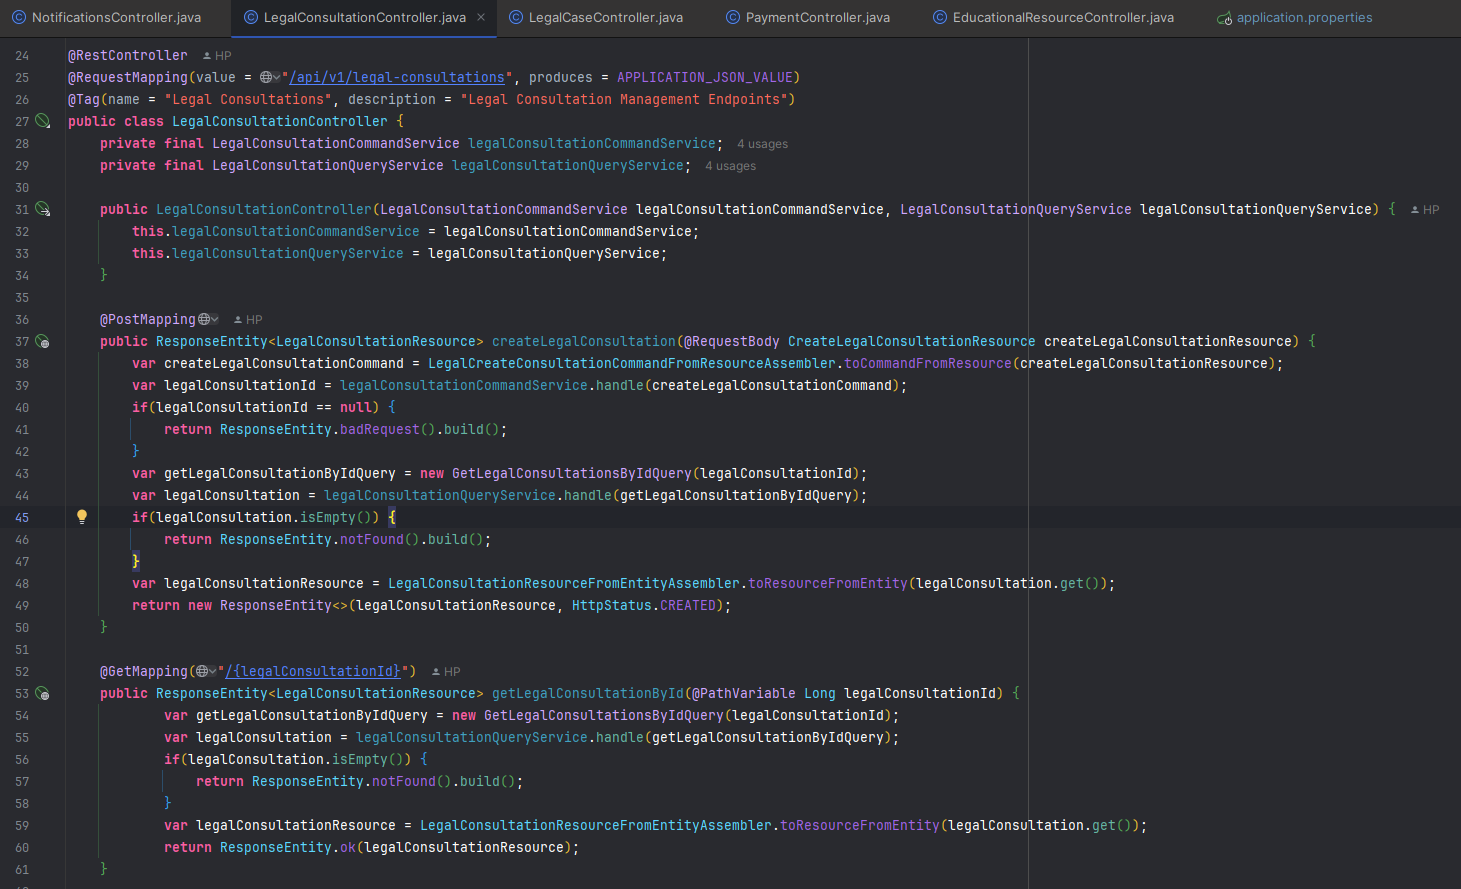 NotificationsController.java LegalConsultationController.java × LegalCaseController.java PaymentController.java EducationalResourceController.java application.properties
24 @RestController HP
25 @RequestMapping(value = "/api/v1/legal-consultations", produces = APPLICATION_JSON_VALUE)
26 @Tag(name = "Legal Consultations", description = "Legal Consultation Management Endpoints")
27 public class LegalConsultationController {
28 private final LegalConsultationCommandService legalConsultationCommandService; 4 usages
29 private final LegalConsultationQueryService legalConsultationQueryService; 4 usages
30
31 public LegalConsultationController(LegalConsultationCommandService legalConsultationCommandService, LegalConsultationQueryService legalConsultationQueryService) { HP
32 this.legalConsultationCommandService = legalConsultationCommandService;
33 this.legalConsultationQueryService = legalConsultationQueryService;
34 }
35
36 @PostMapping HP
37 public ResponseEntity<LegalConsultationResource> createLegalConsultation(@RequestBody CreateLegalConsultationResource createLegalConsultationResource) {
38 var createLegalConsultationCommand = LegalCreateConsultationCommandFromResourceAssembler.toCommandFromResource(createLegalConsultationResource);
39 var legalConsultationId = legalConsultationCommandService.handle(createLegalConsultationCommand);
40 if(legalConsultationId == null) {
41 return ResponseEntity.badRequest().build();
42 }
43 var getLegalConsultationByIdQuery = new GetLegalConsultationsByIdQuery(legalConsultationId);
44 var legalConsultation = legalConsultationQueryService.handle(getLegalConsultationByIdQuery);
45 if(legalConsultation.isEmpty()) {
46 return ResponseEntity.notFound().build();
47 }
48 var legalConsultationResource = LegalConsultationResourceFromEntityAssembler.toResourceFromEntity(legalConsultation.get());
49 return new ResponseEntity<>(legalConsultationResource, HttpStatus.CREATED);
50 }
51
52 @GetMapping("/{legalConsultationId}") HP
53 public ResponseEntity<LegalConsultationResource> getLegalConsultationById(@PathVariable Long legalConsultationId) {
54 var getLegalConsultationByIdQuery = new GetLegalConsultationsByIdQuery(legalConsultationId);
55 var legalConsultation = legalConsultationQueryService.handle(getLegalConsultationByIdQuery);
56 if(legalConsultation.isEmpty()) {
57 return ResponseEntity.notFound().build();
58 }
59 var legalConsultationResource = LegalConsultationResourceFromEntityAssembler.toResourceFromEntity(legalConsultation.get());
60 return ResponseEntity.ok(legalConsultationResource);
61 }